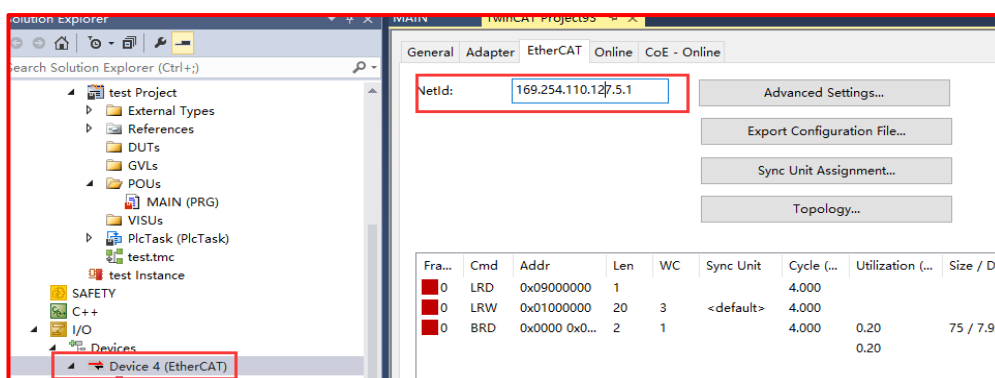 Solution Explorer
Search Solution Explorer (Ctrl+;)
test Project
External Types
References
DUTs
GVLs
POUs
MAIN (PRG)
VISUs
PlcTask (PlcTask)
test.tmc
test Instance
SAFETY
C++
I/O
Devices
Device 4 (EtherCAT)
MAIN TwinCAT Project93
General Adapter EtherCAT Online CoE - Online
NetId: 169.254.110.127.5.1
Advanced Settings...
Export Configuration File...
Sync Unit Assignment...
Topology...
Fra... Cmd Addr Len WC Sync Unit Cycle (... Utilization (... Size / D
0 LRD 0x09000000 1 4.000
0 LRW 0x01000000 20 3 <default> 4.000
0 BRD 0x0000 0x0... 2 1 4.000 0.20 75 / 7.9
0.20